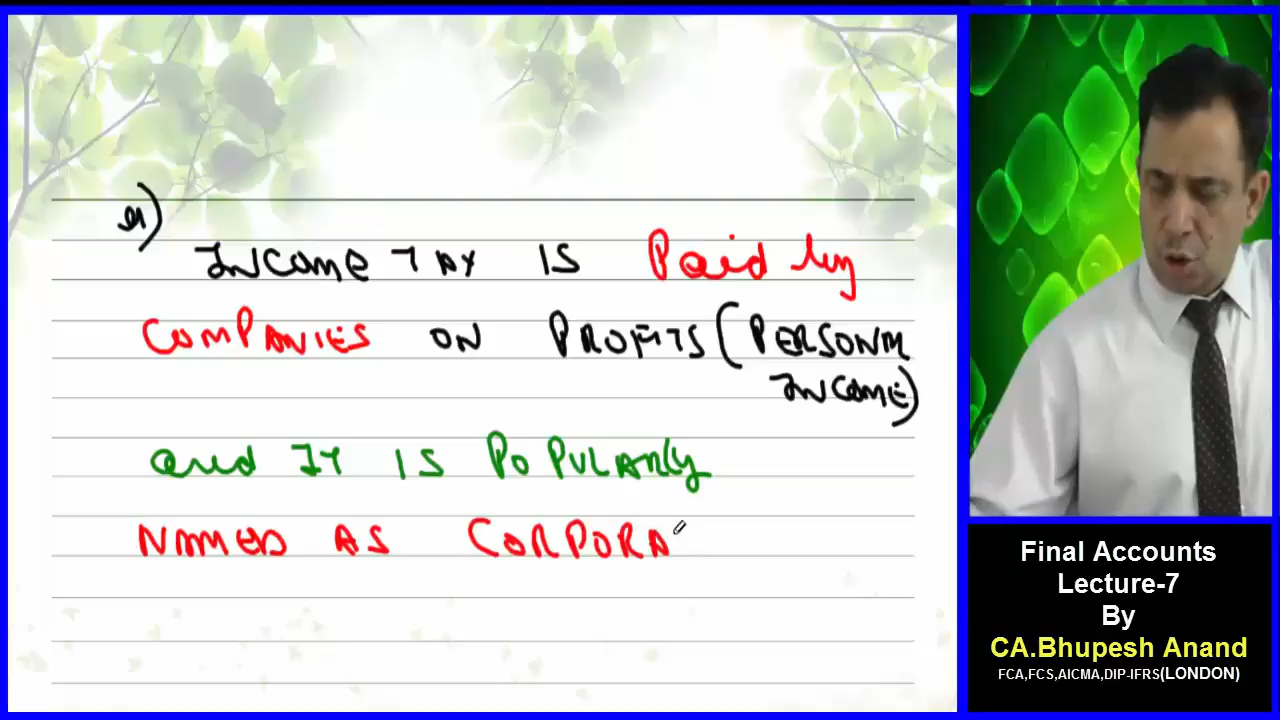 INCOME TAX IS Paid by
COMPANIES ON PROFITS (PERSONAL
INCOME)
and IT IS POPULARLY
NAMED AS CORPORA
Final Accounts
Lecture-7
By
CA.Bhupesh Anand
FCA,FCS,AICMA,DIP-IFRS(LONDON)